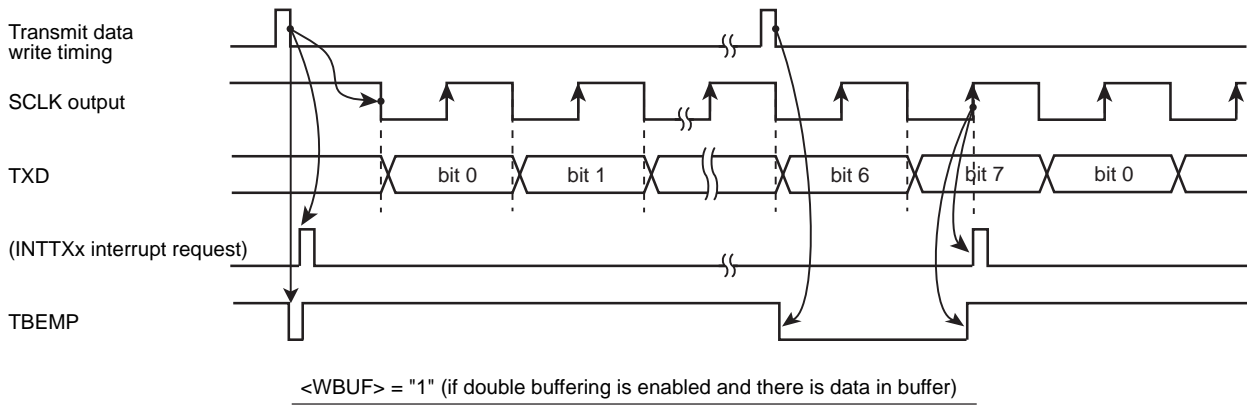 Transmit data
write timing
SCLK output
TXD
bit 0
bit 1
bit 6
bit 7
bit 0
(INTTXx interrupt request)
TBEMP
<WBUF> = "1" (if double buffering is enabled and there is data in buffer)